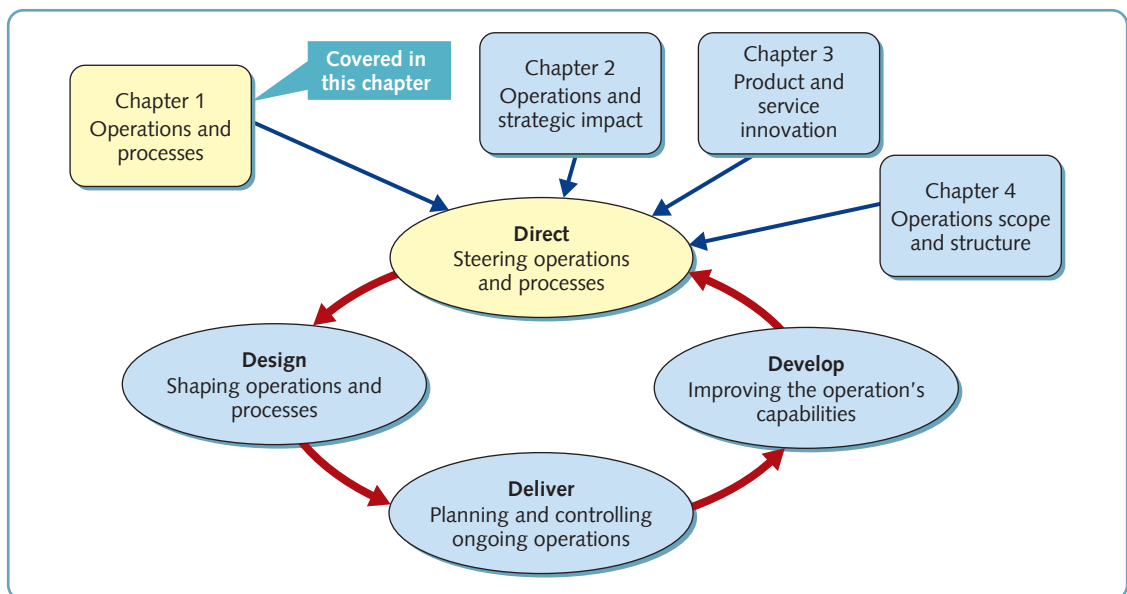 Chapter 1
Operations and
processes
Covered in
this chapter
Chapter 2
Operations and
strategic impact
Chapter 3
Product and
service
innovation
Chapter 4
Operations scope
and structure
Direct
Steering operations
and processes
Design
Shaping operations and
processes
Develop
Improving the operation's
capabilities
Deliver
Planning and controlling
ongoing operations